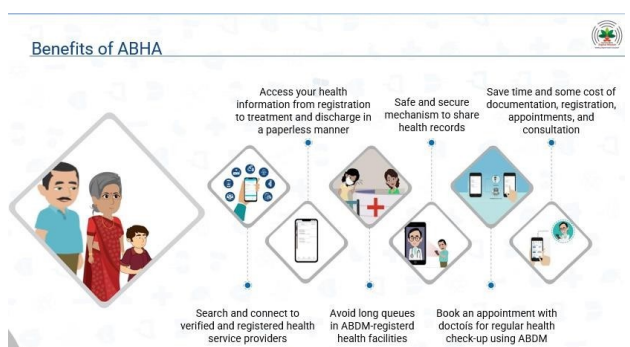 Benefits of ABHA
Access your health
information from registration
to treatment and discharge in
a paperless manner
Safe and secure
mechanism to share
health records
Save time and some cost of
documentation, registration,
appointments, and
consultation
Search and connect to
verified and registered health
service providers
Avoid long queues
in ABDM-registerd
health facilities
Book an appointment with
doctoís for regular health
check-up using ABDM